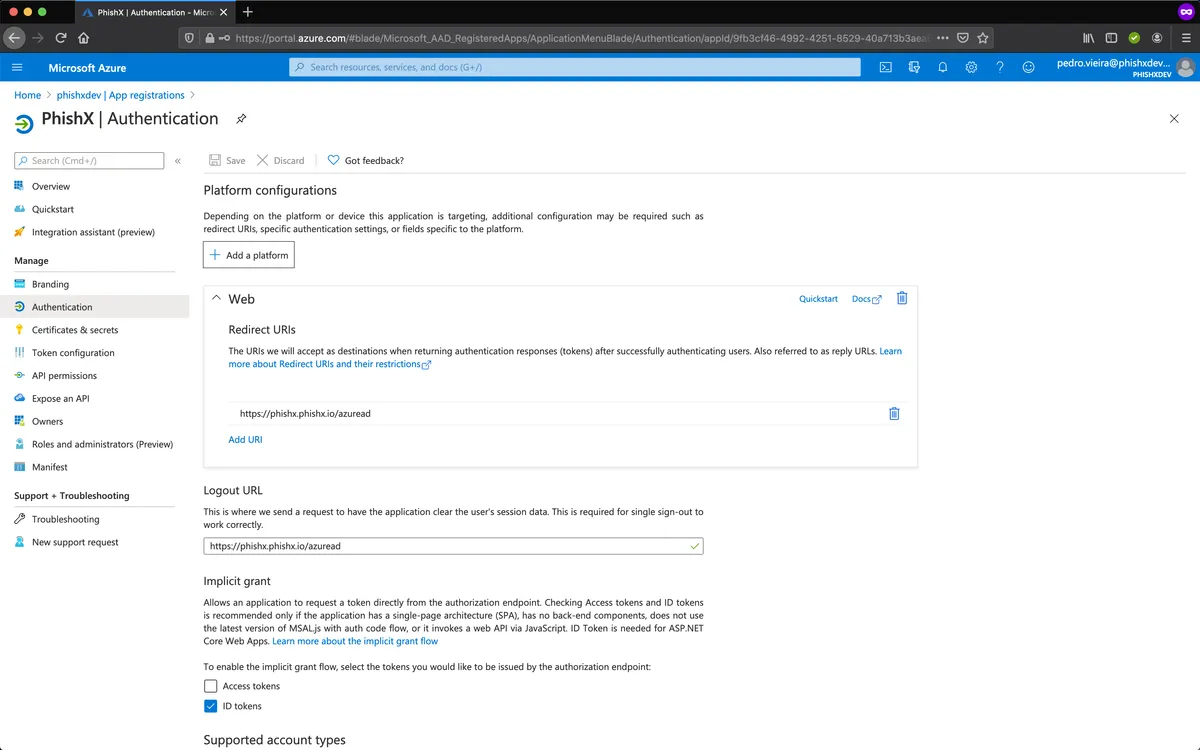 PhishX | Authentication - Micro
https://portal.azure.com/#blade/Microsoft_AAD_RegisteredApps/ApplicationMenuBlade/Authentication/appId/9fb3cf46-4992-4251-8529-40a713b3aea
Microsoft Azure
Search resources, services, and docs (G+/)
pedro.vieira@phishxdev...
PHISHXDEV
Home > phishxdev | App registrations >
PhishX | Authentication
Search (Cmd+/)
Overview
Quickstart
Integration assistant (preview)
Manage
Branding
Authentication
Certificates & secrets
Token configuration
API permissions
Expose an API
Owners
Roles and administrators (Preview)
Manifest
Support + Troubleshooting
Troubleshooting
New support request
Save
Discard
Got feedback?
Platform configurations
Depending on the platform or device this application is targeting, additional configuration may be required such as
redirect URIs, specific authentication settings, or fields specific to the platform.
Add a platform
Web
Quickstart
Docs
Redirect URIs
The URIs we will accept as destinations when returning authentication responses (tokens) after successfully authenticating users. Also referred to as reply URLs. Learn
more about Redirect URIs and their restrictions
https://phishx.phishx.io/azuread
Add URI
Logout URL
This is where we send a request to have the application clear the user's session data. This is required for single sign-out to
work correctly.
https://phishx.phishx.io/azuread
Implicit grant
Allows an application to request a token directly from the authorization endpoint. Checking Access tokens and ID tokens
is recommended only if the application has a single-page architecture (SPA), has no back-end components, does not use
the latest version of MSAL.js with auth code flow, or it invokes a web API via JavaScript. ID Token is needed for ASP.NET
Core Web Apps. Learn more about the implicit grant flow
To enable the implicit grant flow, select the tokens you would like to be issued by the authorization endpoint:
Access tokens
ID tokens
Supported account types